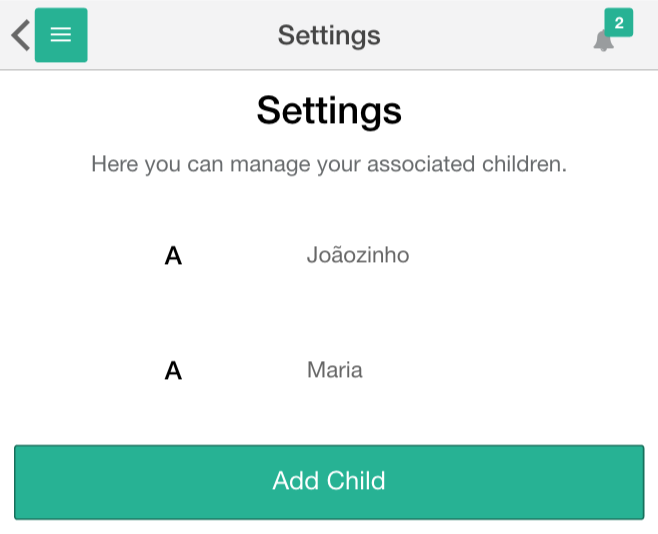 Settings
2
Settings
Here you can manage your associated children.
A Joãozinho
A Maria
Add Child